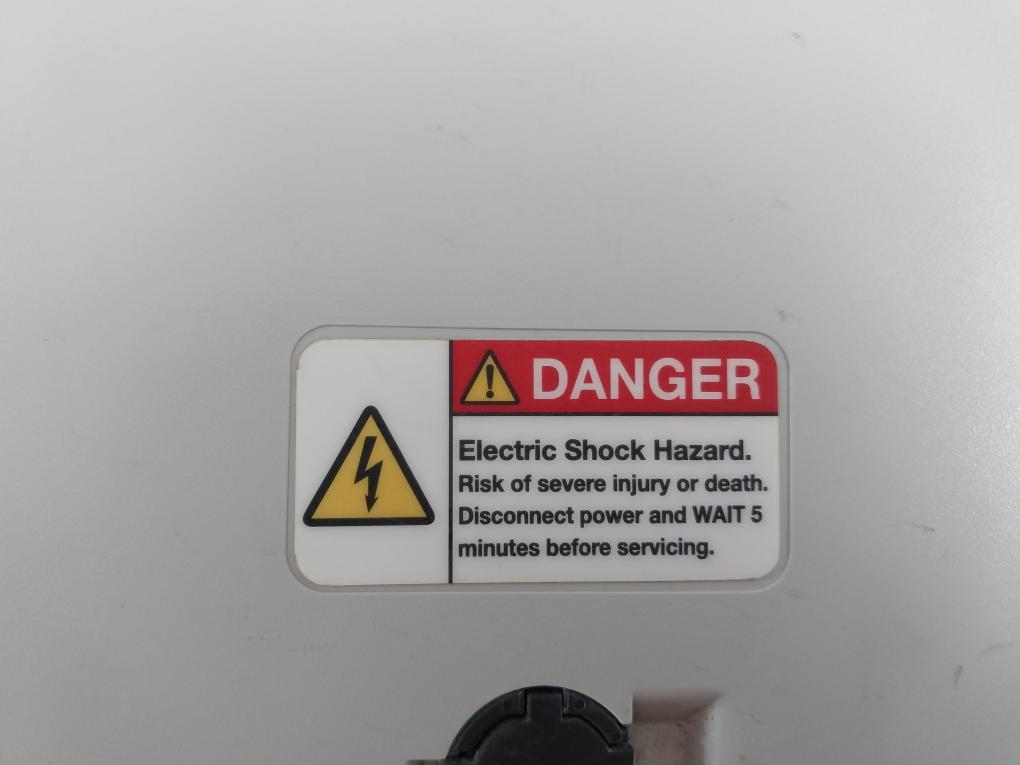 DANGER
Electric Shock Hazard.
Risk of severe injury or death.
Disconnect power and WAIT 5
minutes before servicing.